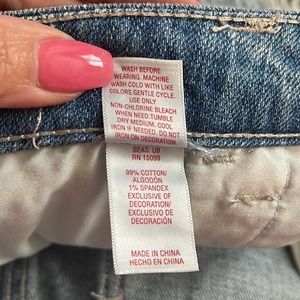 WASH BEFORE
WEARING. MACHINE
WASH COLD WITH LIKE
COLORS GENTLE CYCLE.
USE ONLY
NON-CHLORINE BLEACH
WHEN NEED. TUMBLE
DRY MEDIUM. COOL
IRON IF NEEDED. DO NOT
IRON ON DECORATION
SEAS: U8
RN 15099
99% COTTON/
ALGODÓN
1% SPANDEX
EXCLUSIVE OF
DECORATION/
EXCLUSIVO DE
DECORACIÓN
MADE IN CHINA
HECHO EN CHINA